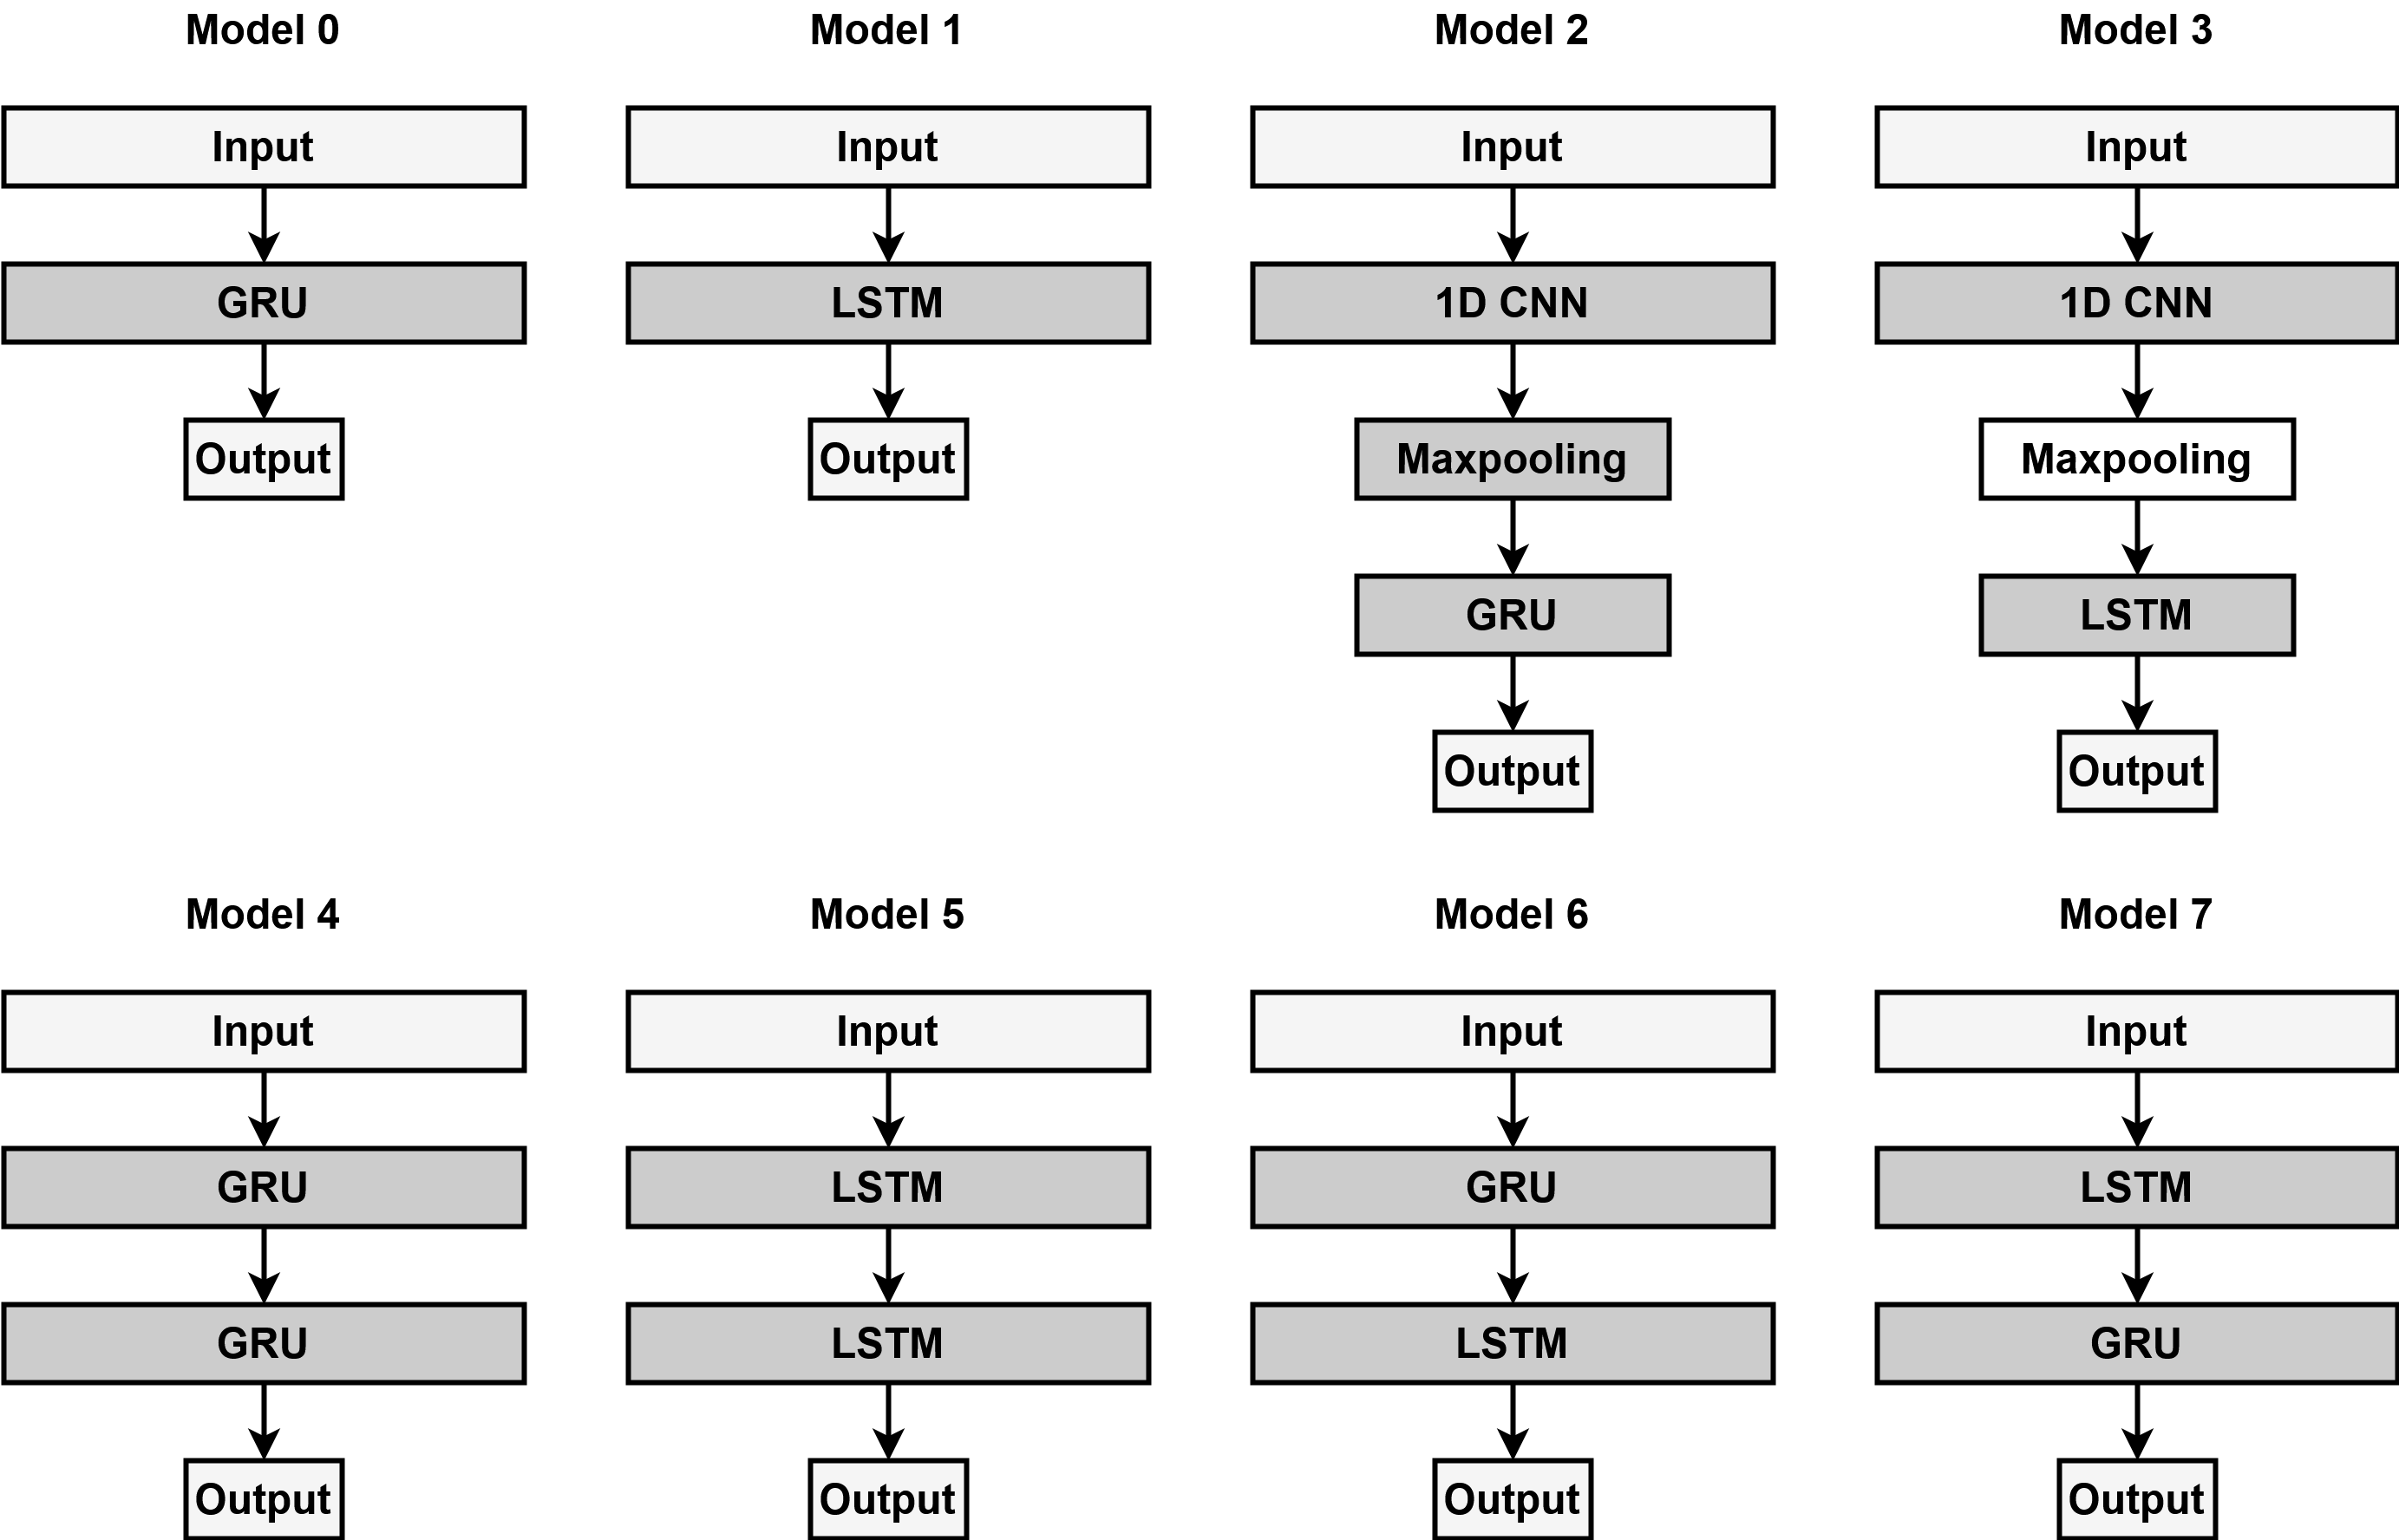 Model 0
Input
GRU
Output
Model 1
Input
LSTM
Output
Model 2
Input
1D CNN
Maxpooling
GRU
Output
Model 3
Input
1D CNN
Maxpooling
LSTM
Output
Model 4
Input
GRU
GRU
Output
Model 5
Input
LSTM
LSTM
Output
Model 6
Input
GRU
LSTM
Output
Model 7
Input
LSTM
GRU
Output